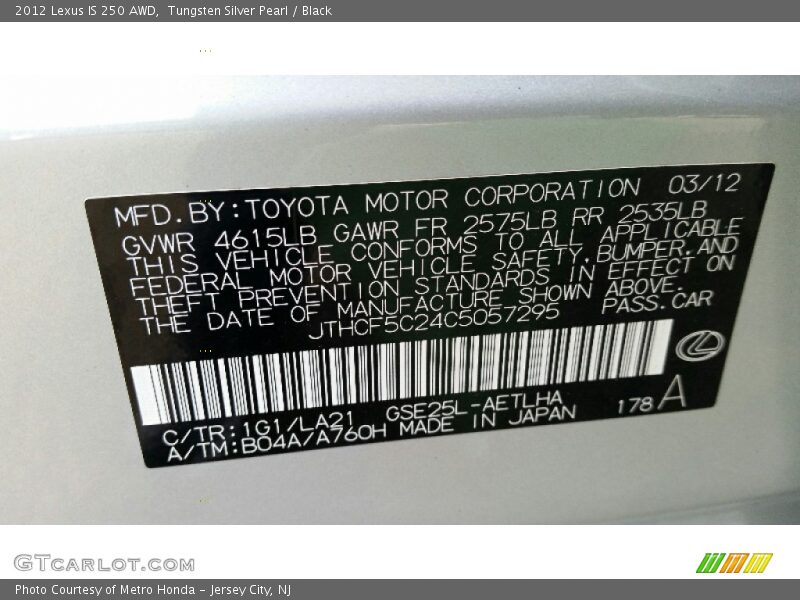 2012 Lexus IS 250 AWD,  Tungsten Silver Pearl / Black
MFD. BY: TOYOTA MOTOR CORPORATION 03/12
GVWR 4615LB GAWR FR 2575LB RR 2535LB
THIS VEHICLE CONFORMS TO ALL APPLICABLE
FEDERAL MOTOR VEHICLE SAFETY, BUMPER, AND
THEFT PREVENTION STANDARDS IN EFFECT ON
THE DATE OF MANUFACTURE SHOWN ABOVE.
JTHCF5C24C5057295 PASS. CAR
C/TR: 1G1/LA21 GSE25L-AETLHA
A/TM: B04A/A760H MADE IN JAPAN 178 A
GTcarlot.com
Photo Courtesy of Metro Honda - Jersey City, NJ